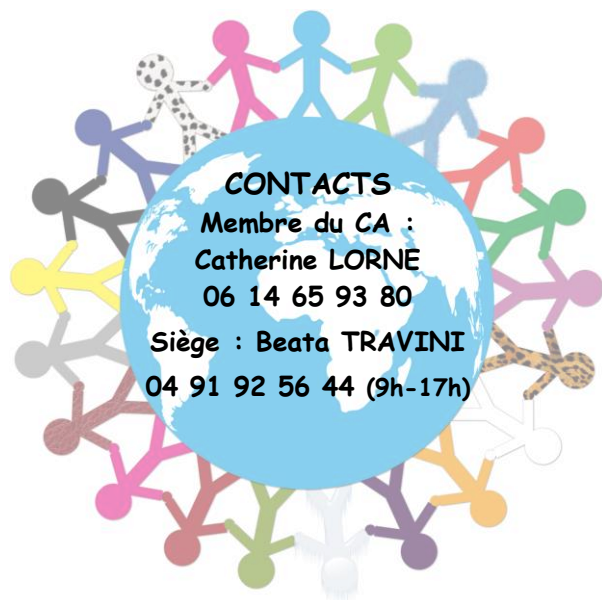 CONTACTS
Membre du CA :
Catherine LORNE
06 14 65 93 80
Siège : Beata TRAVINI
04 91 92 56 44 (9h-17h)